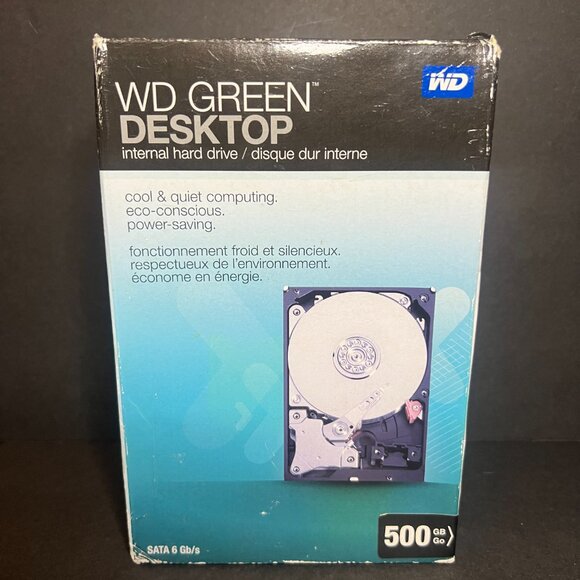 WD GREEN™
WD
DESKTOP
internal hard drive / disque dur interne
cool & quiet computing.
eco-conscious.
power-saving.
fonctionnement froid et silencieux.
respectueux de l'environnement.
économe en énergie.
SATA 6 Gb/s
500 GB
Go